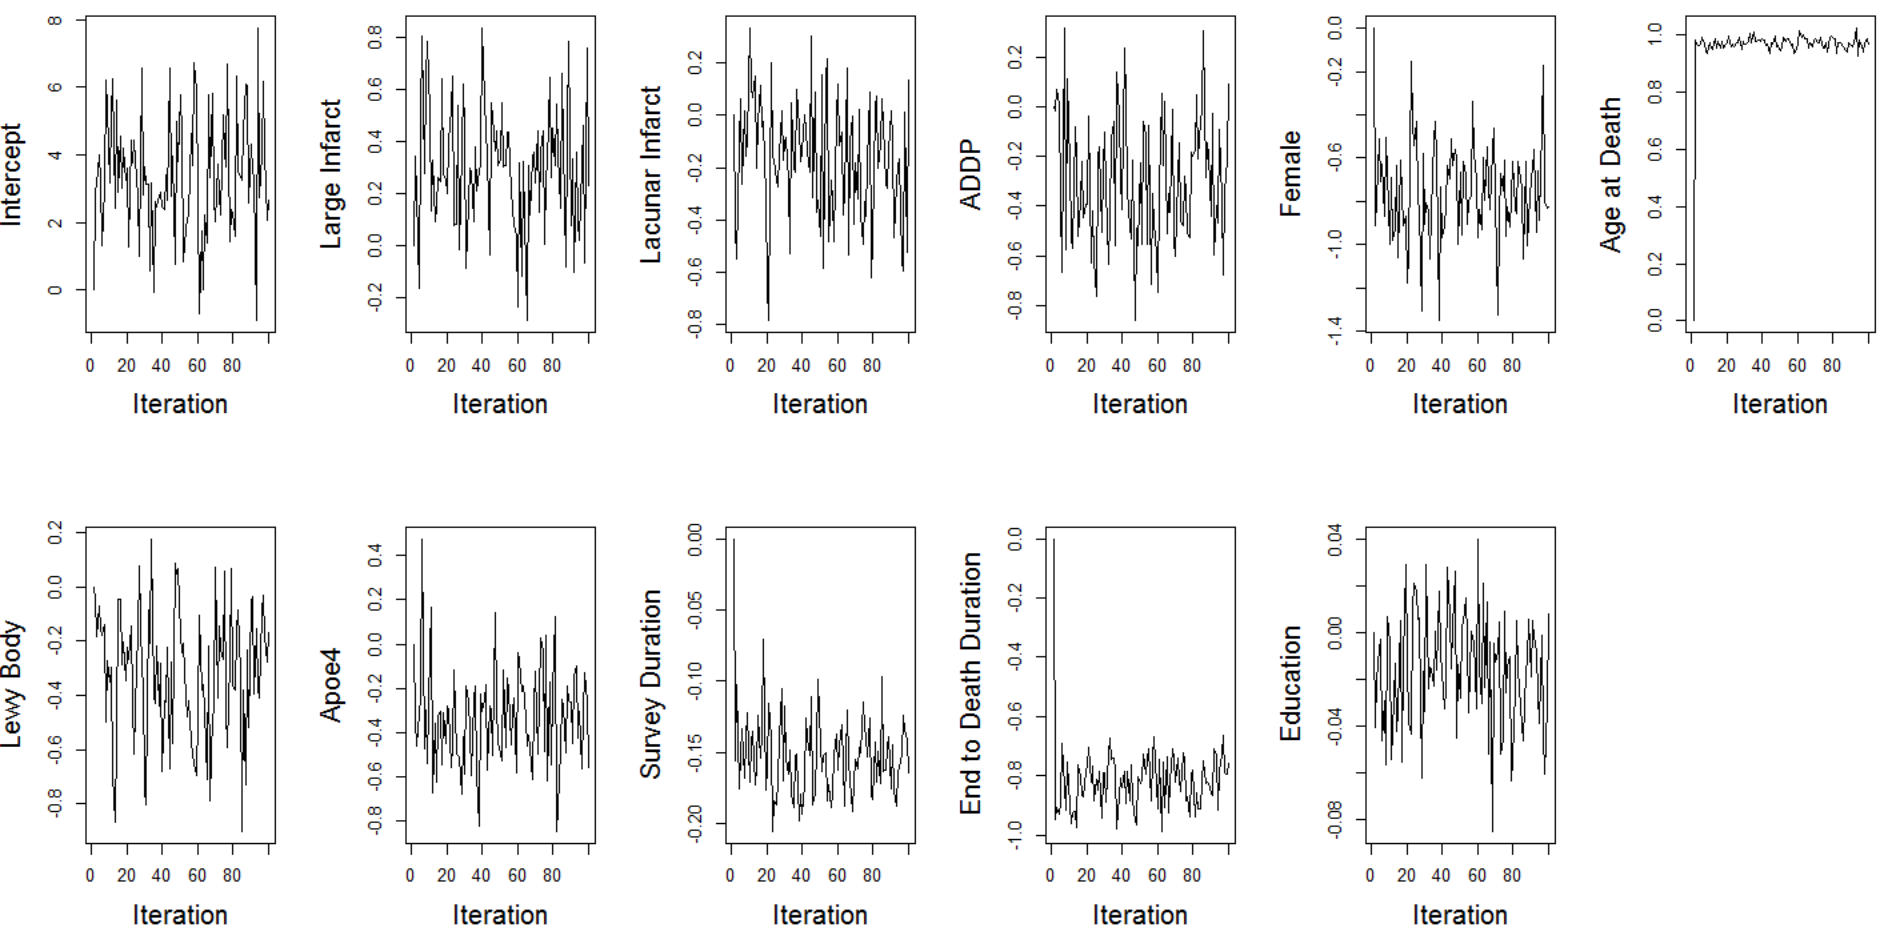 Intercept
8
6
4
2
0
0 20 40 60 80
Iteration
Large Infarct
0.8
0.6
0.4
0.2
0.0
-0.2
0 20 40 60 80
Iteration
Lacunar Infarct
0.2
0.0
-0.2
-0.4
-0.6
-0.8
0 20 40 60 80
Iteration
ADDP
0.2
0.0
-0.2
-0.4
-0.6
-0.8
0 20 40 60 80
Iteration
Female
0.0
-0.2
-0.6
-1.0
-1.4
0 20 40 60 80
Iteration
Age at Death
1.0
0.8
0.6
0.4
0.2
0.0
0 20 40 60 80
Iteration
Lewy Body
0.2
0.0
-0.2
-0.4
-0.6
-0.8
0 20 40 60 80
Iteration
Apoe4
0.4
0.2
0.0
-0.2
-0.4
-0.6
-0.8
0 20 40 60 80
Iteration
Survey Duration
0.00
-0.05
-0.10
-0.15
-0.20
0 20 40 60 80
Iteration
End to Death Duration
0.0
-0.2
-0.4
-0.6
-0.8
-1.0
0 20 40 60 80
Iteration
Education
0.04
0.00
-0.04
-0.08
0 20 40 60 80
Iteration